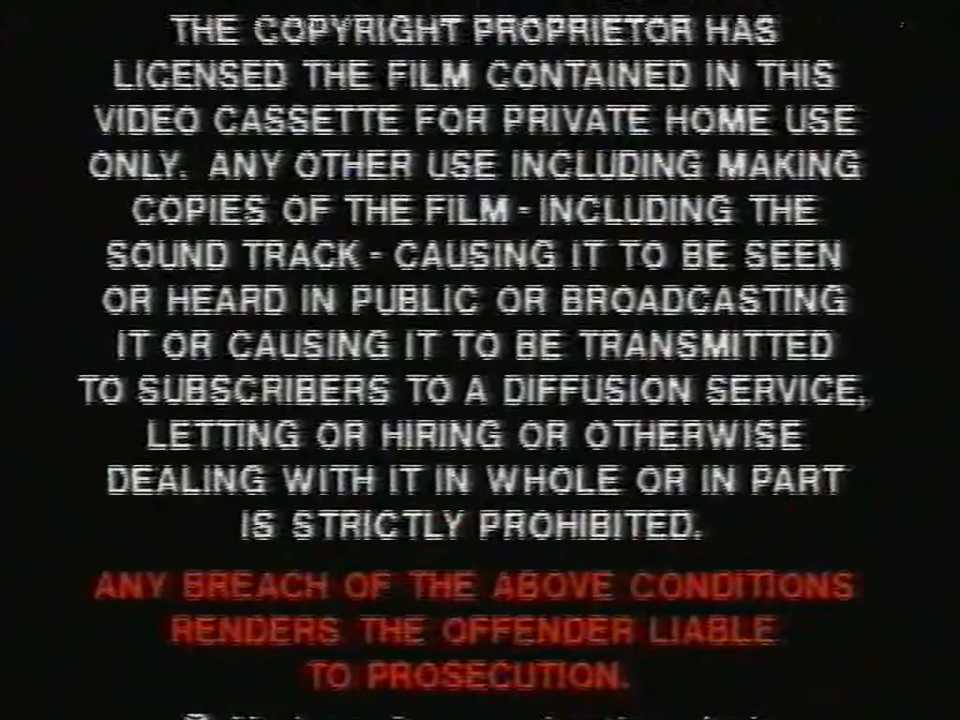 THE COPYRIGHT PROPRIETOR HAS
LICENSED THE FILM CONTAINED IN THIS
VIDEO CASSETTE FOR PRIVATE HOME USE
ONLY. ANY OTHER USE INCLUDING MAKING
COPIES OF THE FILM - INCLUDING THE
SOUND TRACK - CAUSING IT TO BE SEEN
OR HEARD IN PUBLIC OR BROADCASTING
IT OR CAUSING IT TO BE TRANSMITTED
TO SUBSCRIBERS TO A DIFFUSION SERVICE,
LETTING OR HIRING OR OTHERWISE
DEALING WITH IT IN WHOLE OR IN PART
IS STRICTLY PROHIBITED.
ANY BREACH OF THE ABOVE CONDITIONS
RENDERS THE OFFENDER LIABLE
TO PROSECUTION.